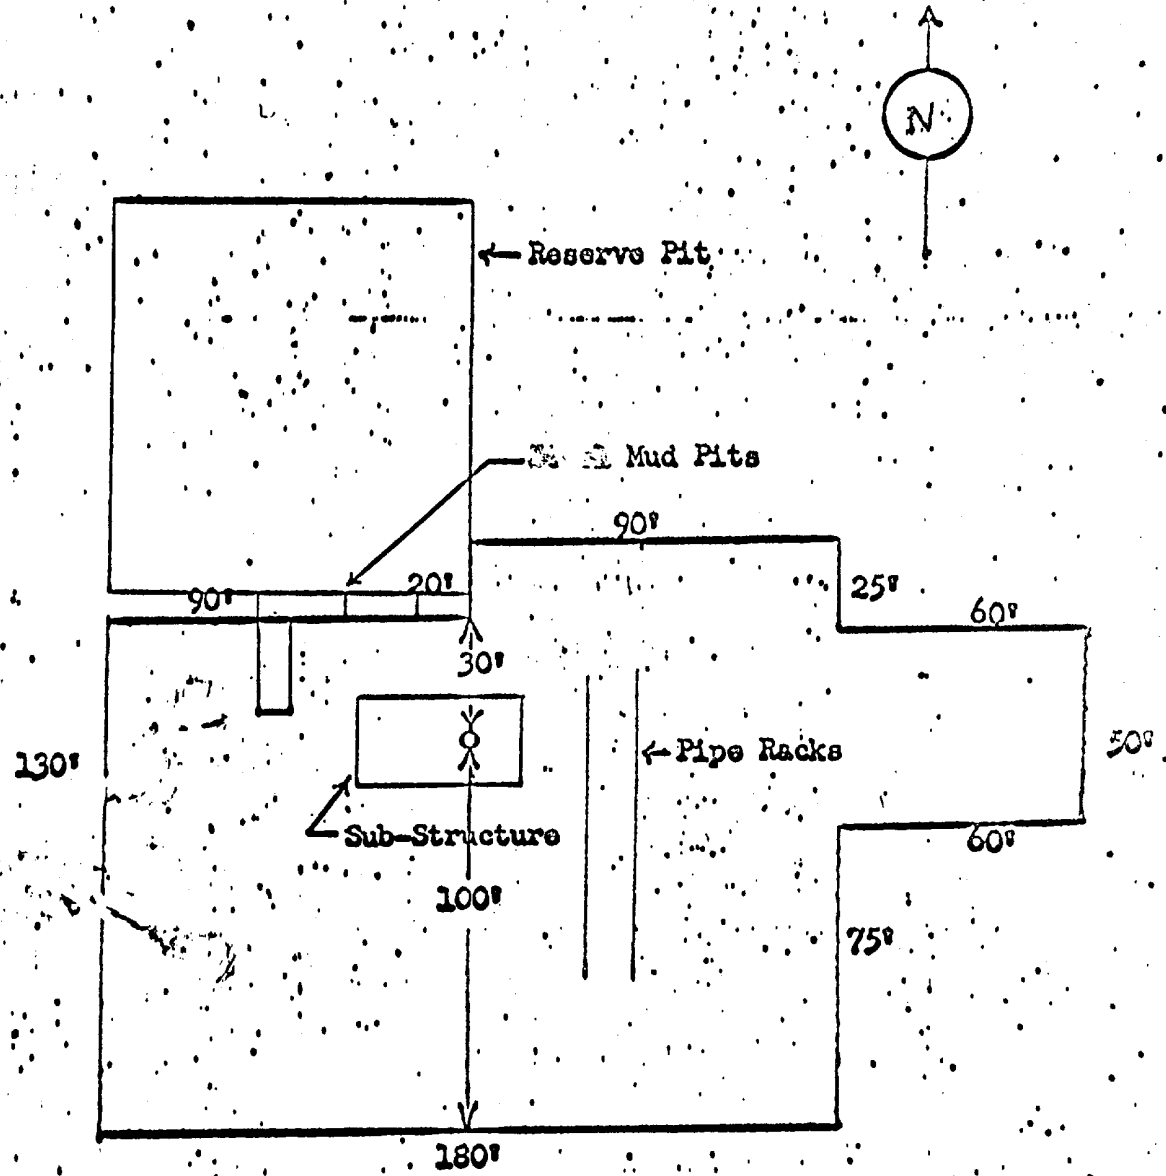 N
Reserve Pit
Mud Pits
90'
90'
20'
25'
60'
30'
130'
Pipe Racks
50'
Sub-Structure
60'
100'
75'
180'